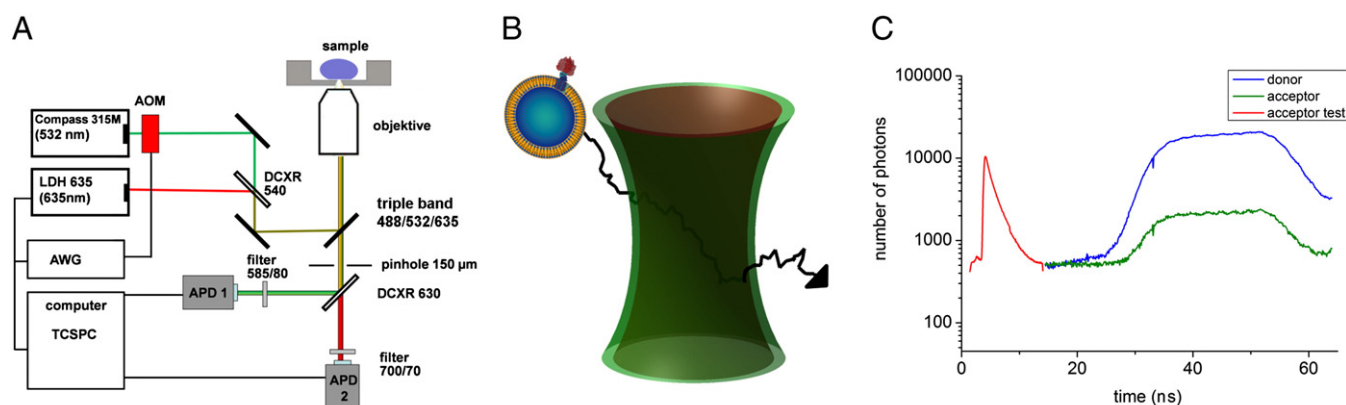 A
sample
AOM
Compass 315M
(532 nm)
objektive
LDH 635
(635nm)
DCXR
540
triple band
488/532/635
AWG
filter
585/80
pinhole 150 µm
APD 1
DCXR 630
computer
TCSPC
filter
700/70
APD
2
B
C
100000
10000
1000
100
number of photons
donor
acceptor
acceptor test
0
20
40
60
time (ns)